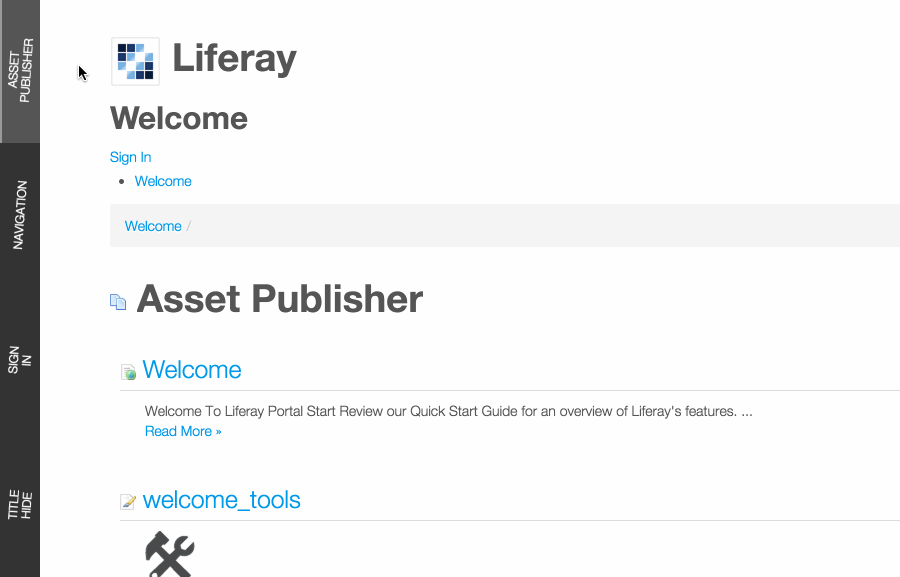 ASSET
PUBLISHER
NAVIGATION
SIGN
IN
TITLE
HIDE
Liferay
Welcome
Sign In
Welcome
Welcome /
Asset Publisher
Welcome
Welcome To Liferay Portal Start Review our Quick Start Guide for an overview of Liferay's features. ...
Read More »
welcome_tools